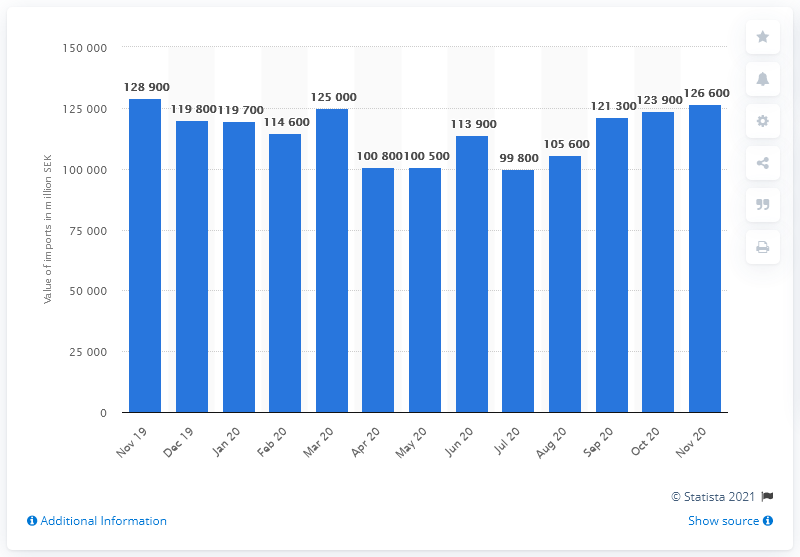 Value of imports in million SEK
150 000
125 000
100 000
75 000
50 000
25 000
0
128 900
119 800
119 700
114 600
125 000
100 800
100 500
113 900
99 800
105 600
121 300
123 900
126 600
Nov 19
Dec 19
Jan 20
Feb 20
Mar 20
Apr 20
May 20
Jun 20
Jul 20
Aug 20
Sep 20
Oct 20
Nov 20
© Statista 2021
Additional Information
Show source